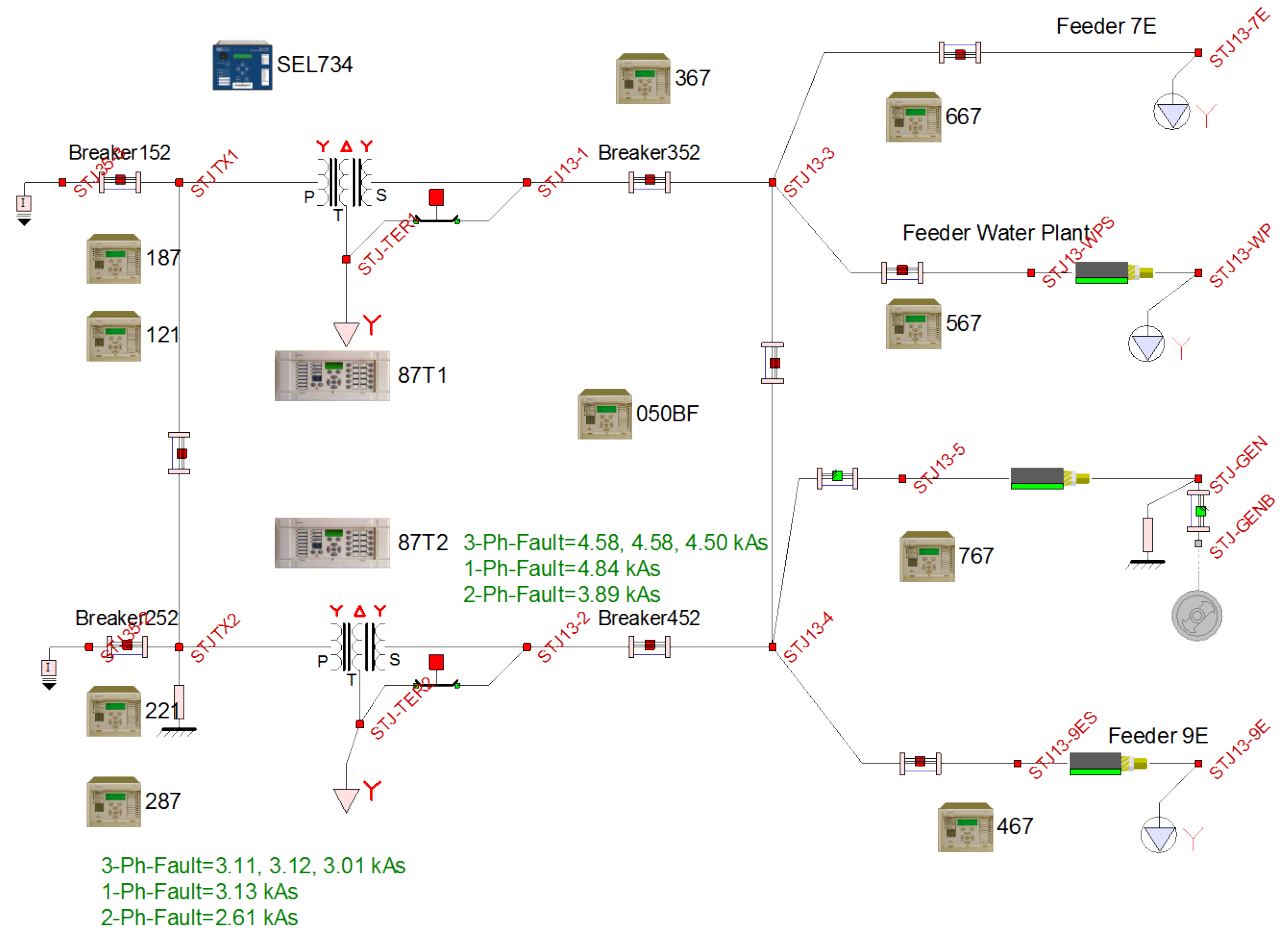 Feeder 7E
STJ13-7E
SEL734
367
667
Breaker152
STJTX1
P
T
S
STJ13-1
Breaker352
STJ13-3
STJ-TER1
Feeder Water Plant
STJ13-WPS
STJ13-WP
187
121
567
87T1
050BF
STJ13-5
STJ-GEN
STJ-GENB
87T2
3-Ph-Fault=4.58, 4.58, 4.50 kAs
1-Ph-Fault=4.84 kAs
2-Ph-Fault=3.89 kAs
767
Breaker252
STJ35-2
STJTX2
P
T
S
STJ13-2
Breaker452
STJ13-4
STJ-TER2
221
Feeder 9E
STJ13-9ES
STJ13-9E
287
467
3-Ph-Fault=3.11, 3.12, 3.01 kAs
1-Ph-Fault=3.13 kAs
2-Ph-Fault=2.61 kAs